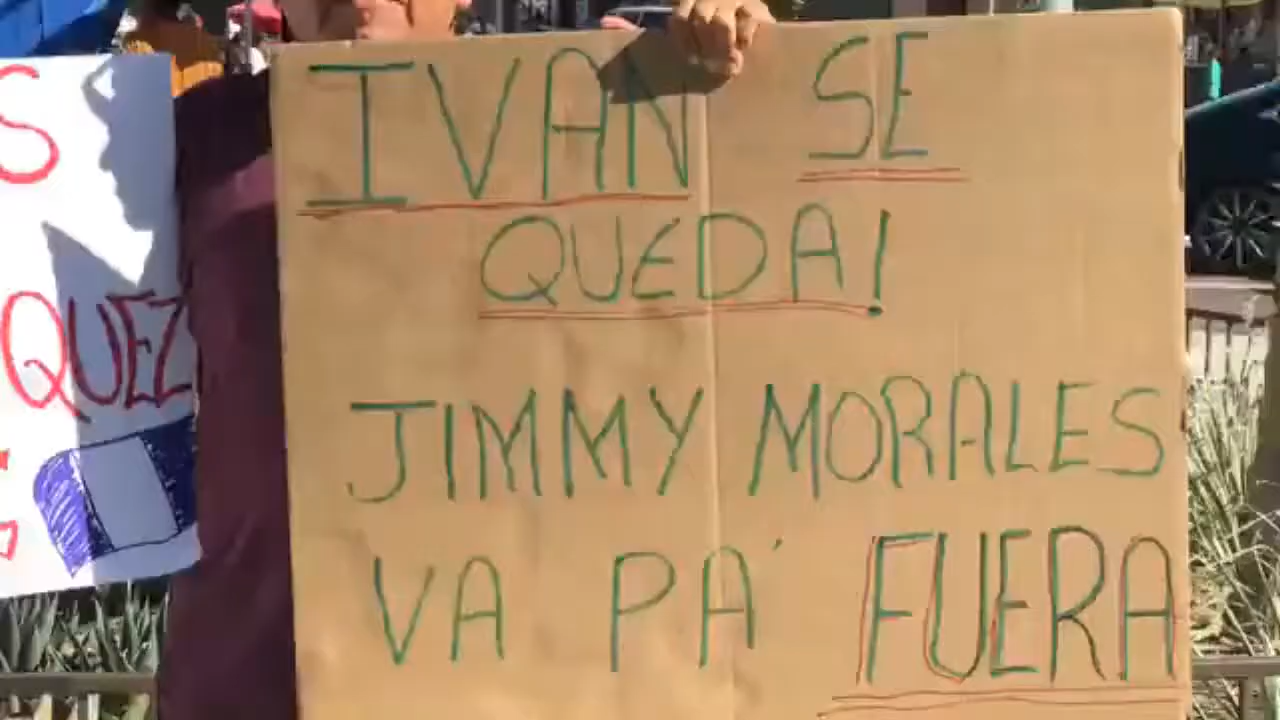 S
QUEZ
IVAN SE
QUEDA!
JIMMY MORALES
VA PA' FUERA